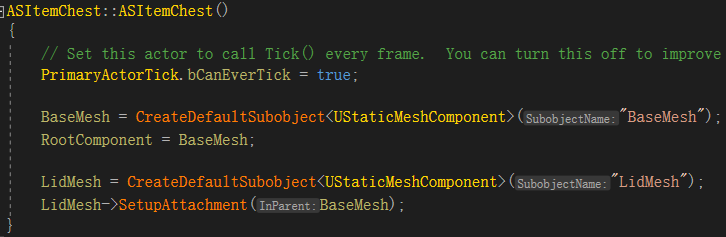 ASItemChest::ASItemChest()
{
// Set this actor to call Tick() every frame.  You can turn this off to improve
PrimaryActorTick.bCanEverTick = true;
BaseMesh = CreateDefaultSubobject<UStaticMeshComponent>(SubobjectName:"BaseMesh");
RootComponent = BaseMesh;
LidMesh = CreateDefaultSubobject<UStaticMeshComponent>(SubobjectName:"LidMesh");
LidMesh->SetupAttachment(InParent:BaseMesh);
}